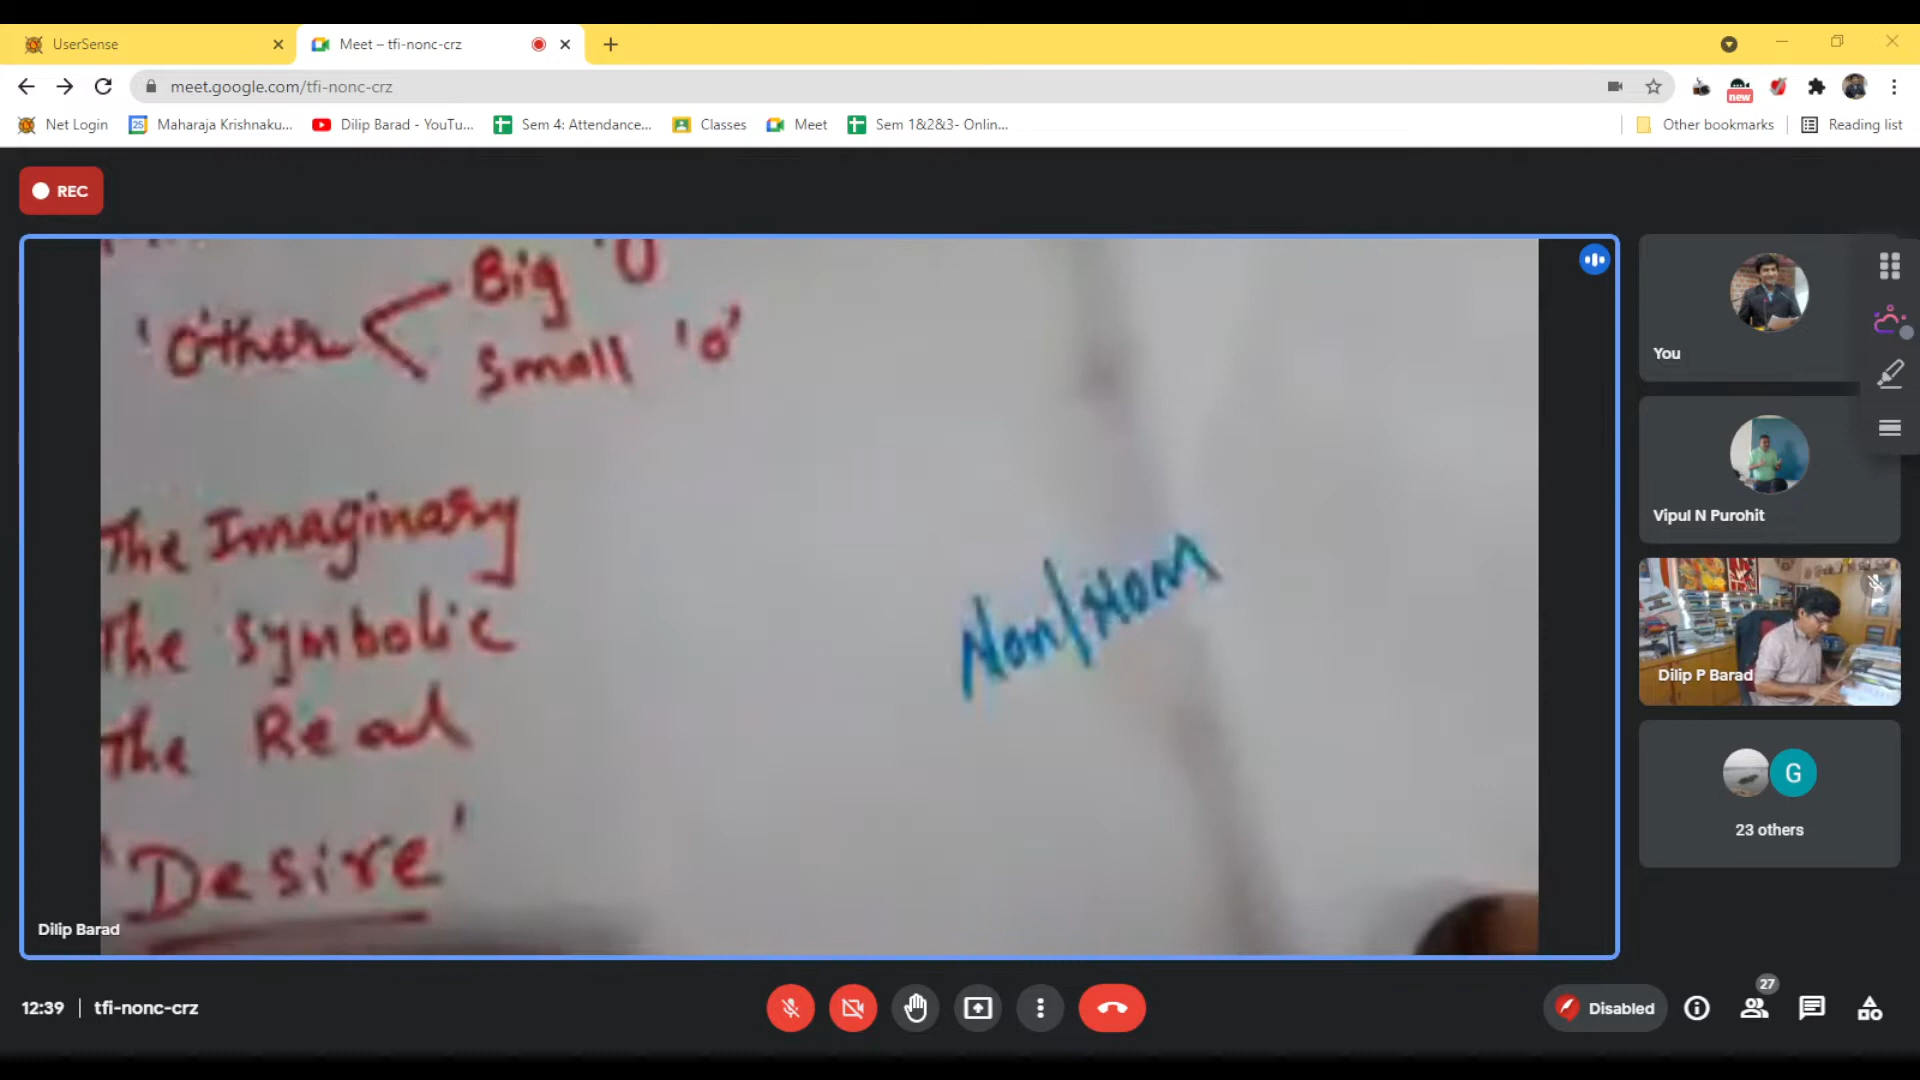 UserSense
Meet – tfi-nonc-crz
meet.google.com/tfi-nonc-crz
new
Net Login
25
Maharaja Krishnaku...
Dilip Barad - YouTu...
Sem 4: Attendance...
Classes
Meet
Sem 1&2&3- Onlin...
Other bookmarks
Reading list
REC
Big 'O
'Other
Small 'o'
The Imaginary
The Symbolic
The Real
'Desire'
Non/
Dilip Barad
You
Vipul N Purohit
Dilip P Barad
G
23 others
12:39
tfi-nonc-crz
Disabled
27